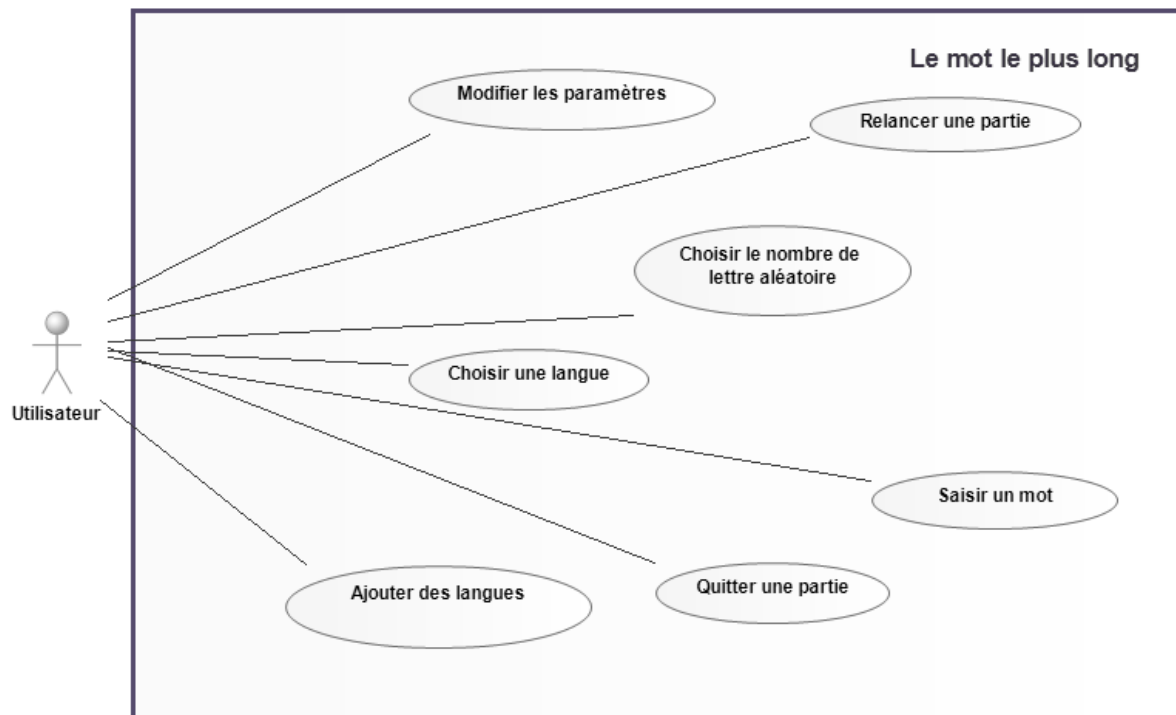 Le mot le plus long
Modifier les paramètres
Relancer une partie
Choisir le nombre de
lettre aléatoire
Choisir une langue
Utilisateur
Saisir un mot
Ajouter des langues
Quitter une partie